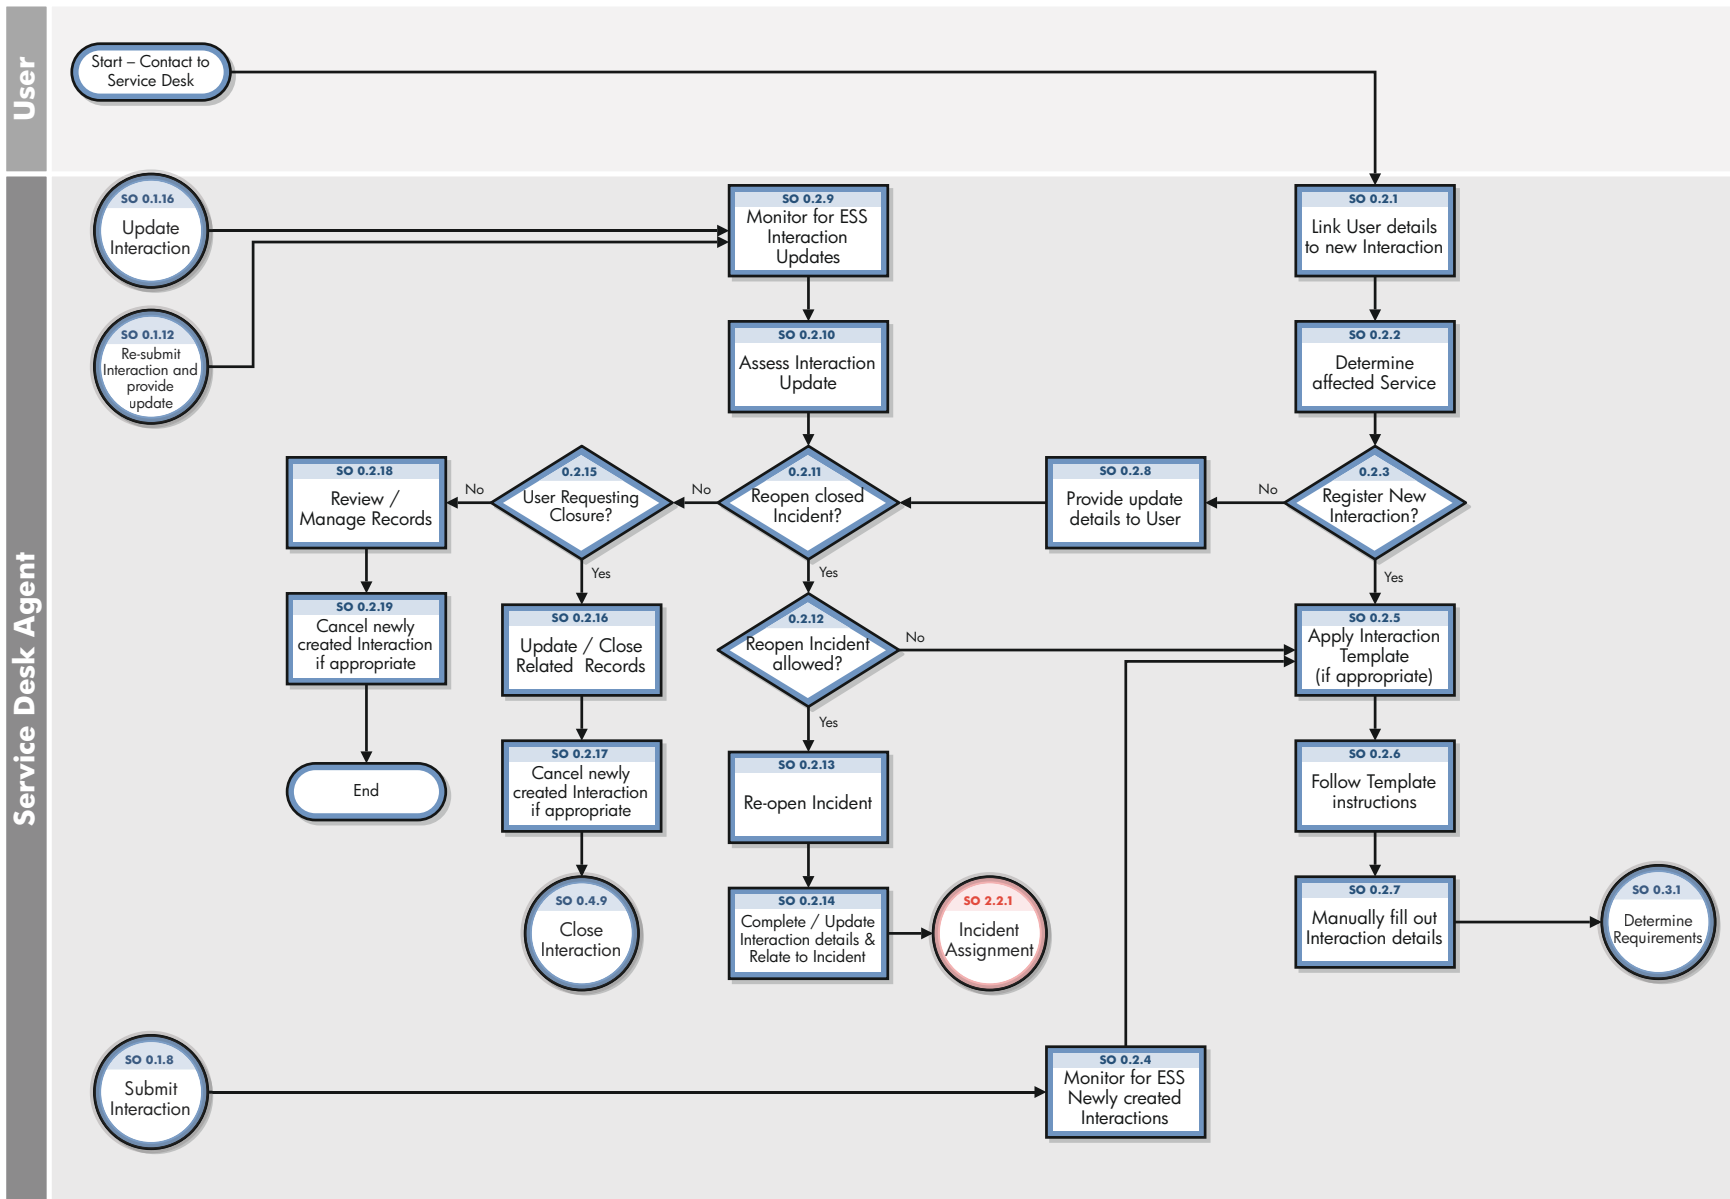 User
Start – Contact to
Service Desk
Service Desk Agent
SO 0.1.16
Update
Interaction
SO 0.2.9
Monitor for ESS
Interaction
Updates
SO 0.2.1
Link User details
to new Interaction
SO 0.1.12
Re-submit
Interaction and
provide
update
SO 0.2.10
Assess Interaction
Update
SO 0.2.2
Determine
affected Service
SO 0.2.18
Review /
Manage Records
No
0.2.15
User Requesting
Closure?
No
0.2.11
Reopen closed
Incident?
SO 0.2.8
Provide update
details to User
No
0.2.3
Register New
Interaction?
Yes
Yes
Yes
SO 0.2.19
Cancel newly
created Interaction
if appropriate
SO 0.2.16
Update / Close
Related Records
0.2.12
Reopen Incident
allowed?
No
SO 0.2.5
Apply Interaction
Template
(if appropriate)
Yes
End
SO 0.2.17
Cancel newly
created Interaction
if appropriate
SO 0.2.13
Re-open Incident
SO 0.2.6
Follow Template
instructions
SO 0.4.9
Close
Interaction
SO 0.2.14
Complete / Update
Interaction details &
Relate to Incident
SO 2.2.1
Incident
Assignment
SO 0.2.7
Manually fill out
Interaction details
SO 0.3.1
Determine
Requirements
SO 0.1.8
Submit
Interaction
SO 0.2.4
Monitor for ESS
Newly created
Interactions